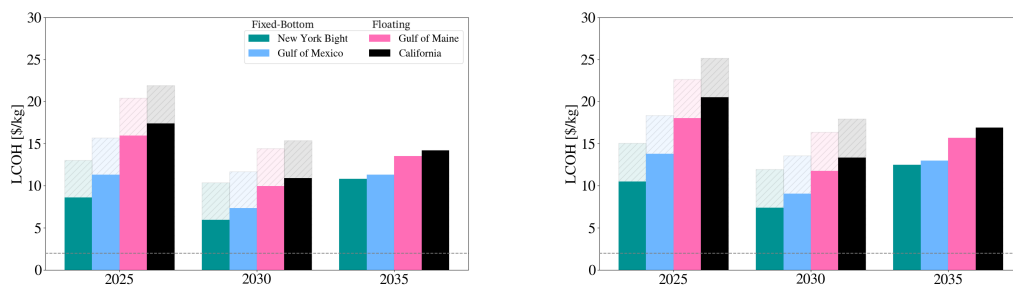 30
25
20
15
10
5
0
LCOH [$/kg]
Fixed-Bottom Floating
New York Bight Gulf of Maine
Gulf of Mexico California
2025 2030 2035
30
25
20
15
10
5
0
LCOH [$/kg]
2025 2030 2035